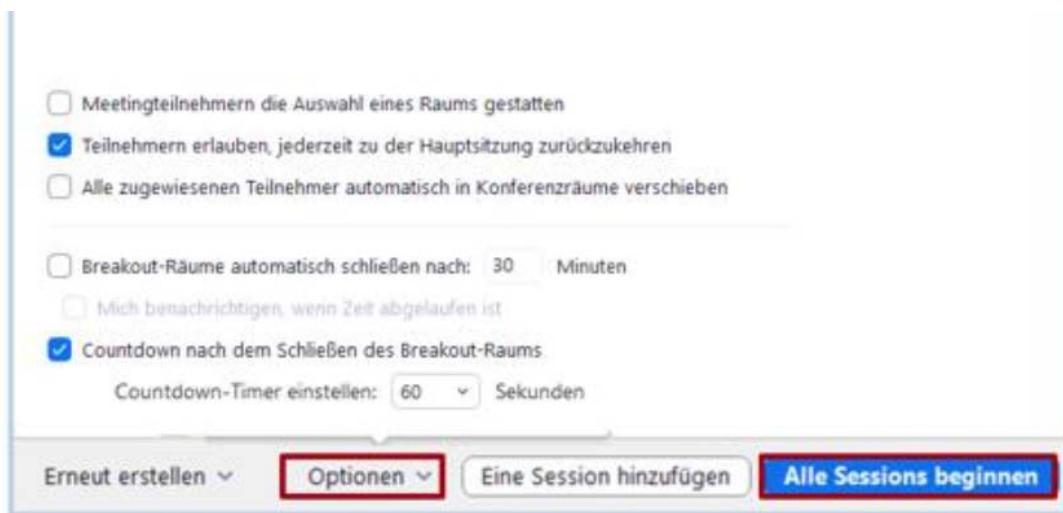 Meetingteilnehmern die Auswahl eines Raums gestatten
Teilnehmern erlauben, jederzeit zu der Hauptsitzung zurückzukehren
Alle zugewiesenen Teilnehmer automatisch in Konferenzräume verschieben
Breakout-Räume automatisch schließen nach: 30 Minuten
Mich benachrichtigen, wenn Zeit abgelaufen ist
Countdown nach dem Schließen des Breakout-Raums
Countdown-Timer einstellen: 60 Sekunden
Erneut erstellen Optionen Eine Session hinzufügen Alle Sessions beginnen